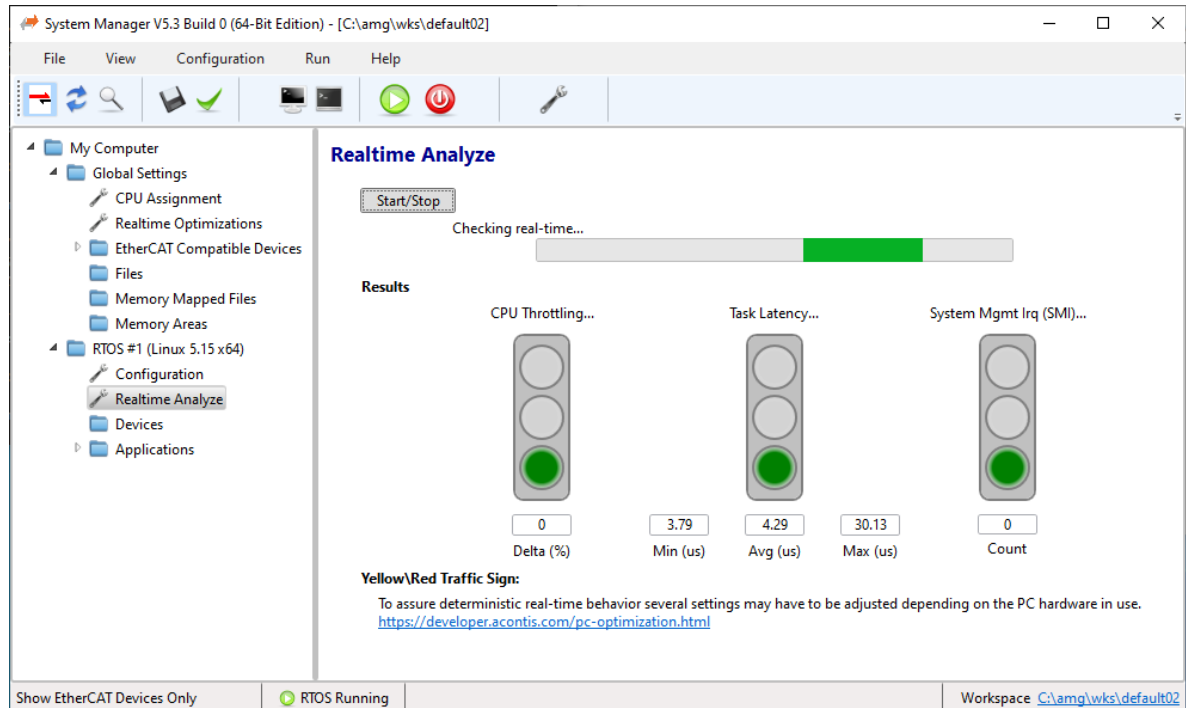 System Manager V5.3 Build 0 (64-Bit Edition) - [C:\amg\wks\default02]
File View Configuration Run Help
My Computer
Global Settings
CPU Assignment
Realtime Optimizations
EtherCAT Compatible Devices
Files
Memory Mapped Files
Memory Areas
RTOS #1 (Linux 5.15 x64)
Configuration
Realtime Analyze
Devices
Applications
Realtime Analyze
Start/Stop
Checking real-time...
Results
CPU Throttling... Task Latency... System Mgmt Irq (SMI)...
0 3.79 4.29 30.13 0
Delta (%) Min (us) Avg (us) Max (us) Count
Yellow\Red Traffic Sign:
To assure deterministic real-time behavior several settings may have to be adjusted depending on the PC hardware in use.
https://developer.acontis.com/pc-optimization.html
Show EtherCAT Devices Only RTOS Running Workspace C:\amg\wks\default02